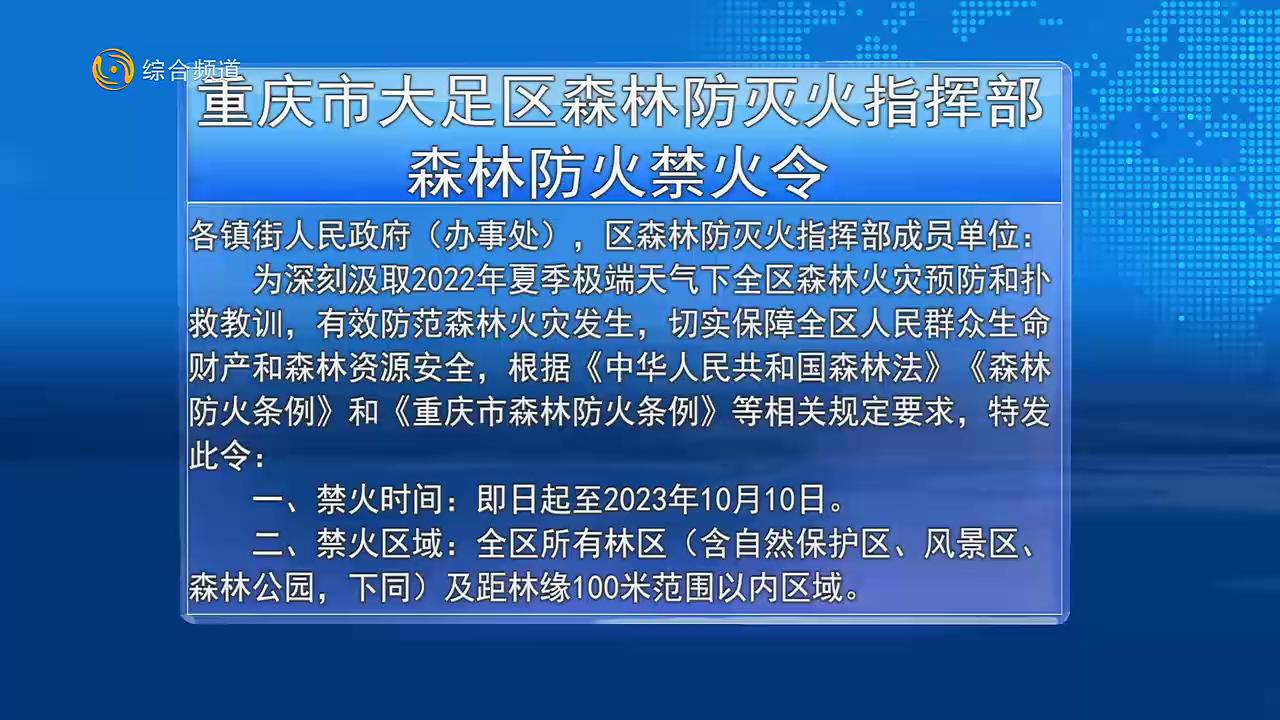 综合频道
重庆市大足区森林防灭火指挥部
森林防火禁火令
各镇街人民政府（办事处），区森林防灭火指挥部成员单位：
为深刻汲取2022年夏季极端天气下全区森林火灾预防和扑
救教训，有效防范森林火灾发生，切实保障全区人民群众生命
财产和森林资源安全，根据《中华人民共和国森林法》《森林
防火条例》和《重庆市森林防火条例》等相关规定要求，特发
此令：
一、禁火时间：即日起至2023年10月10日。
二、禁火区域：全区所有林区（含自然保护区、风景区、
森林公园，下同）及距林缘100米范围以内区域。